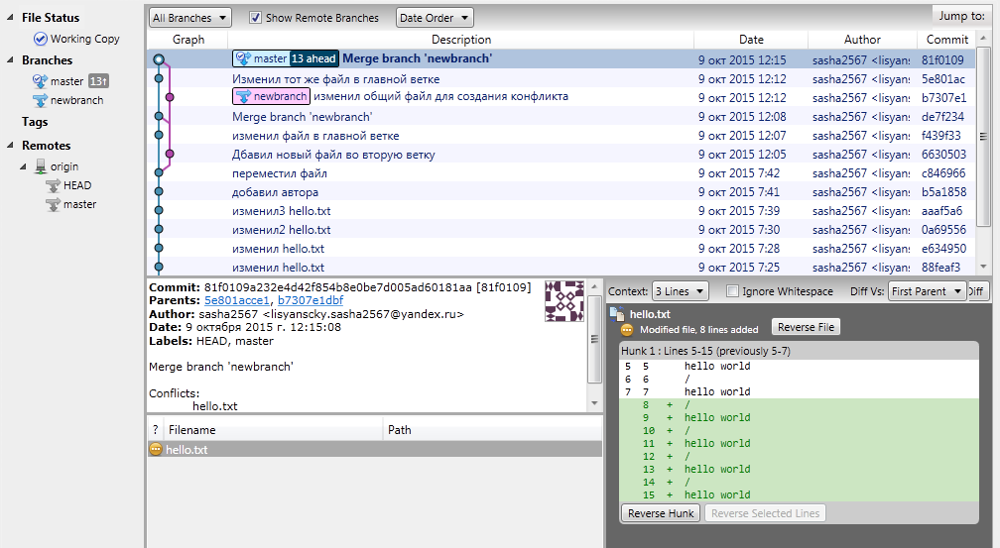 File Status
Working Copy
Branches
master 13↑
newbranch
Tags
Remotes
origin
HEAD
master
All Branches Show Remote Branches Date Order Jump to:
Graph Description Date Author Commit
master 13 ahead Merge branch 'newbranch' 9 окт 2015 12:15 sasha2567 <lisyans 81f0109
Изменил тот же файл в главной ветке 9 окт 2015 12:12 sasha2567 <lisyans 5e801ac
newbranch изменил общий файл для создания конфликта 9 окт 2015 12:12 sasha2567 <lisyans b7307e1
Merge branch 'newbranch' 9 окт 2015 12:08 sasha2567 <lisyans de7f234
изменил файл в главной ветке 9 окт 2015 12:07 sasha2567 <lisyans f439f33
Дбавил новый файл во вторую ветку 9 окт 2015 12:05 sasha2567 <lisyans 6630503
переместил файл 9 окт 2015 7:42 sasha2567 <lisyans c846966
добавил автора 9 окт 2015 7:41 sasha2567 <lisyans b5a1858
изменил3 hello.txt 9 окт 2015 7:39 sasha2567 <lisyans aaaf5a6
изменил2 hello.txt 9 окт 2015 7:30 sasha2567 <lisyans 0a69556
изменил hello.txt 9 окт 2015 7:28 sasha2567 <lisyans e634950
изменил hello.txt 9 окт 2015 7:25 sasha2567 <lisyans 88feaf3
Commit: 81f0109a232e4d42f854b8e0be7d005ad60181aa [81f0109]
Parents: 5e801acce1, b7307e1dbf
Author: sasha2567 <lisyanscky.sasha2567@yandex.ru>
Date: 9 октября 2015 г. 12:15:08
Labels: HEAD, master
Merge branch 'newbranch'
Conflicts:
hello.txt
? Filename Path
hello.txt
Context: 3 Lines Ignore Whitespace Diff Vs: First Parent Diff
hello.txt
Modified file, 8 lines added Reverse File
Hunk 1 : Lines 5-15 (previously 5-7)
5 5 hello world
6 6 /
7 7 hello world
8 + /
9 + hello world
10 + /
11 + hello world
12 + /
13 + hello world
14 + /
15 + hello world
Reverse Hunk Reverse Selected Lines